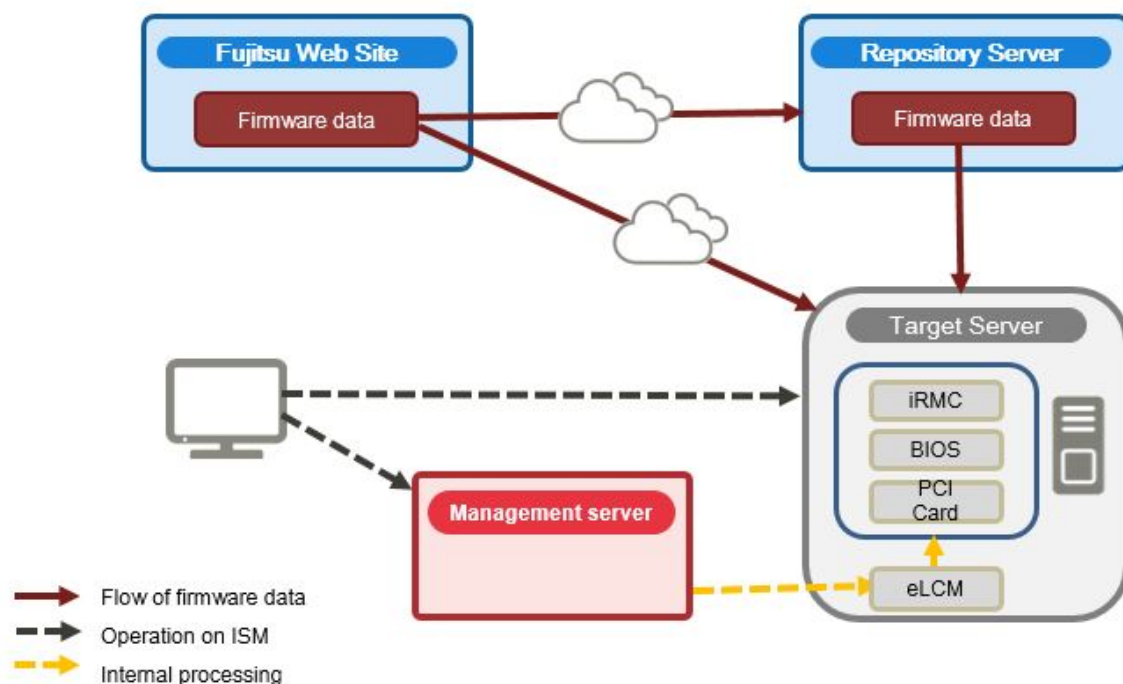 Fujitsu Web Site
Repository Server
Firmware data
Firmware data
Target Server
iRMC
BIOS
PCI
Card
Management server
eLCM
Flow of firmware data
Operation on ISM
Internal processing